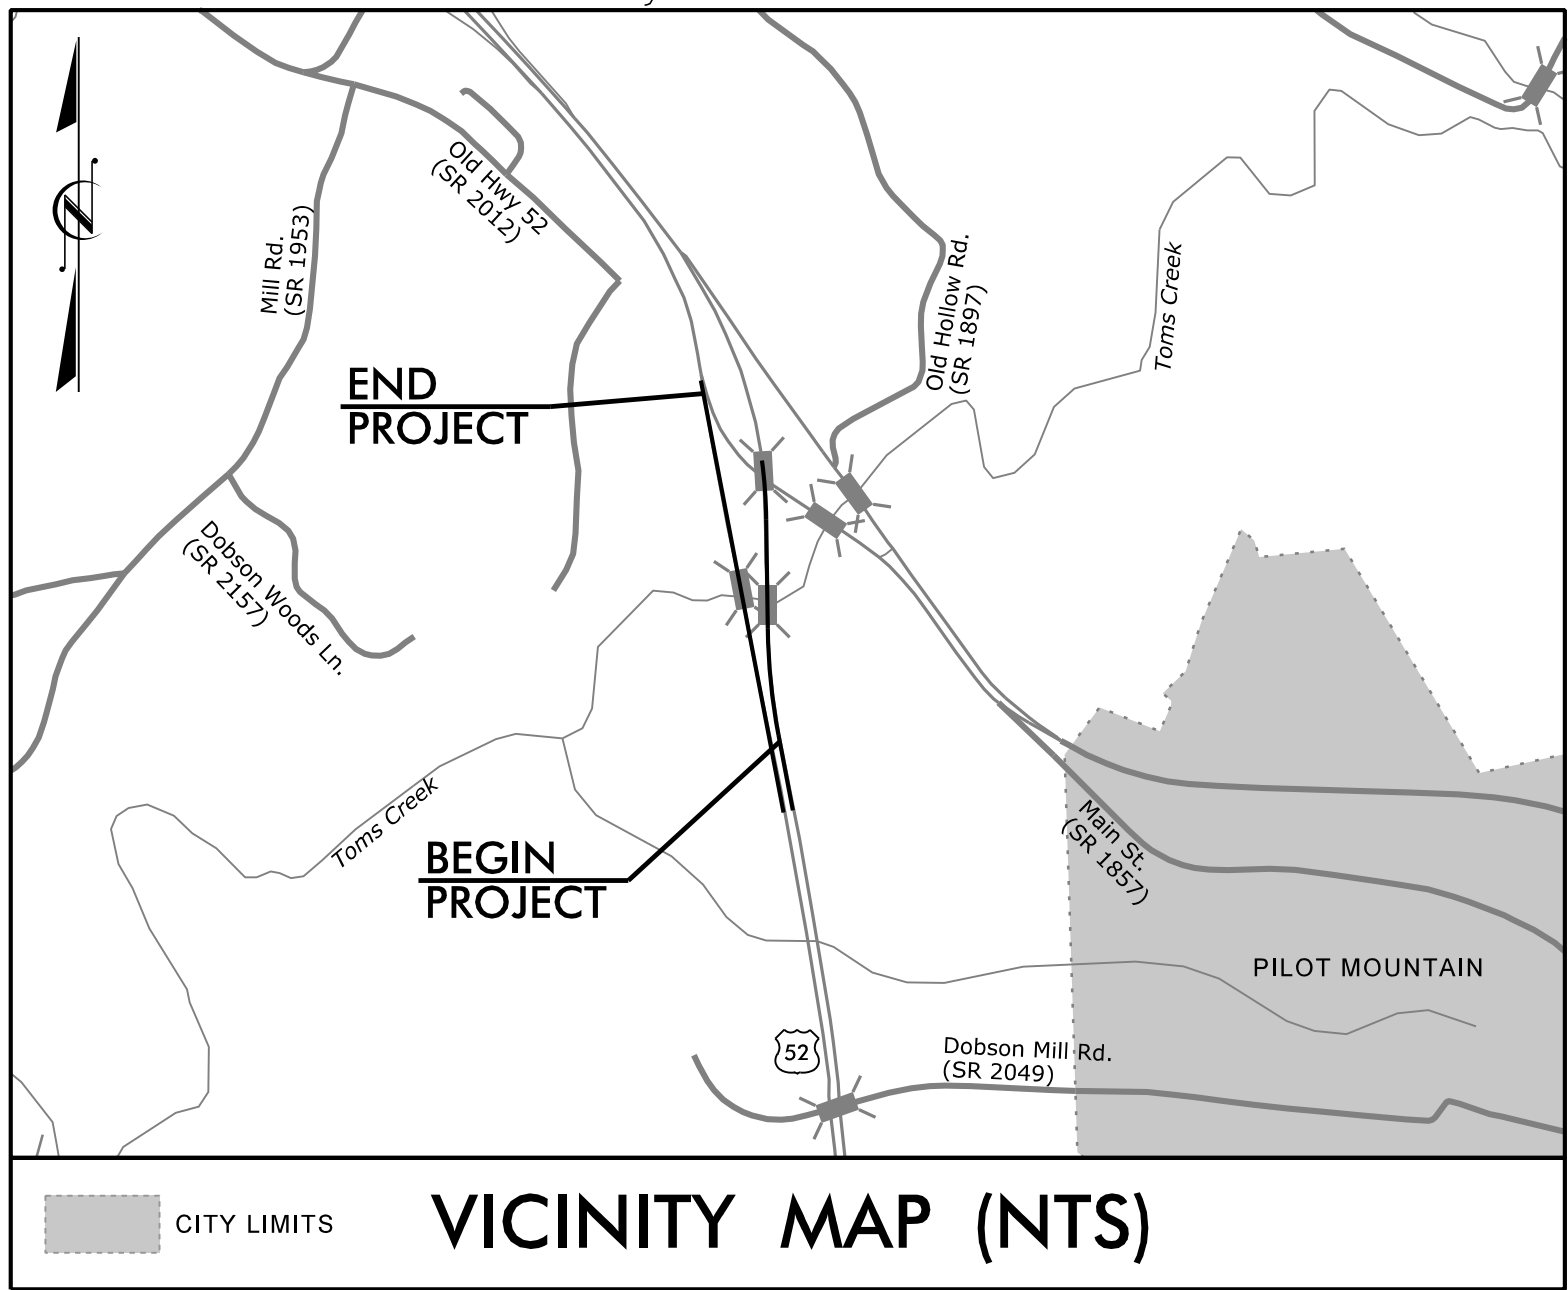 Old Hwy 52
(SR 2012)
Mill Rd.
(SR 1953)
Old Hollow Rd.
(SR 1897)
Toms Creek
END
PROJECT
Dobson Woods Ln.
(SR 2157)
Toms Creek
BEGIN
PROJECT
Main St.
(SR 1857)
PILOT MOUNTAIN
52
Dobson Mill Rd.
(SR 2049)
CITY LIMITS
VICINITY MAP (NTS)